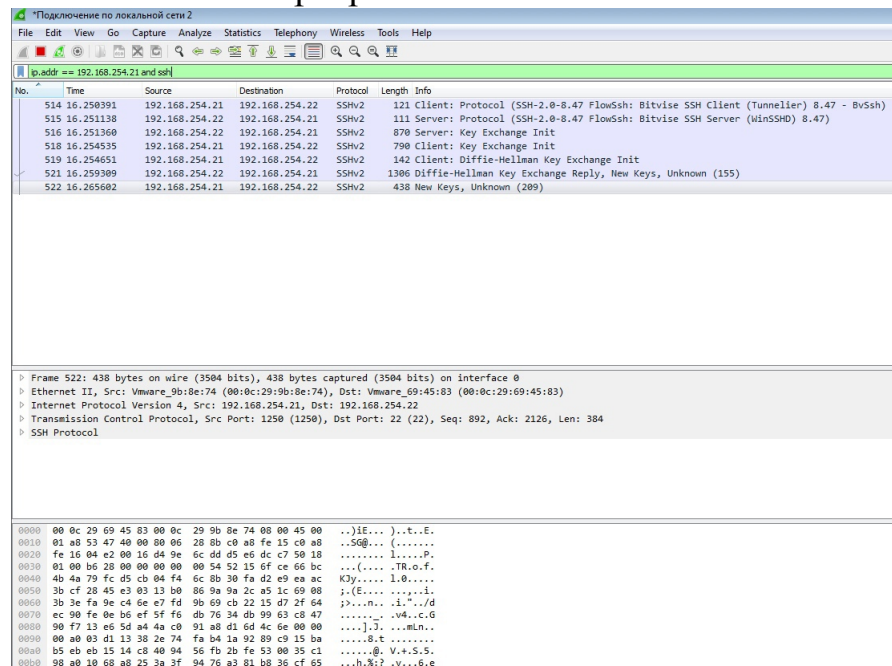 *Подключение по локальной сети 2
File Edit View Go Capture Analyze Statistics Telephony Wireless Tools Help
ip.addr == 192.168.254.21 and ssh
No. Time Source Destination Protocol Length Info
514 16.250391 192.168.254.21 192.168.254.22 SSHv2 121 Client: Protocol (SSH-2.0-8.47 FlowSsh: Bitvise SSH Client (Tunnelier) 8.47 - BvSsh)
515 16.251138 192.168.254.22 192.168.254.21 SSHv2 111 Server: Protocol (SSH-2.0-8.47 FlowSsh: Bitvise SSH Server (WinSSHD) 8.47)
516 16.251360 192.168.254.22 192.168.254.21 SSHv2 870 Server: Key Exchange Init
518 16.254535 192.168.254.21 192.168.254.22 SSHv2 790 Client: Key Exchange Init
519 16.254651 192.168.254.21 192.168.254.22 SSHv2 142 Client: Diffie-Hellman Key Exchange Init
521 16.259309 192.168.254.22 192.168.254.21 SSHv2 1306 Diffie-Hellman Key Exchange Reply, New Keys, Unknown (155)
522 16.265602 192.168.254.21 192.168.254.22 SSHv2 438 New Keys, Unknown (209)
Frame 522: 438 bytes on wire (3504 bits), 438 bytes captured (3504 bits) on interface 0
Ethernet II, Src: Vmware_9b:8e:74 (00:0c:29:9b:8e:74), Dst: Vmware_69:45:83 (00:0c:29:69:45:83)
Internet Protocol Version 4, Src: 192.168.254.21, Dst: 192.168.254.22
Transmission Control Protocol, Src Port: 1250 (1250), Dst Port: 22 (22), Seq: 892, Ack: 2126, Len: 384
SSH Protocol
0000 00 0c 29 69 45 83 00 0c 29 9b 8e 74 08 00 45 00 ..)iE... )..t..E.
0010 01 a8 53 47 40 00 80 06 28 8b c0 a8 fe 15 c0 a8 ..SG@... (.......
0020 fe 16 04 e2 00 16 d4 9e 6c dd d5 e6 dc c7 50 18 ........ l.....P.
0030 01 00 b6 28 00 00 00 00 00 54 52 15 6f ce 66 bc ...(.... .TR.o.f.
0040 4b 4a 79 fc d5 cb 04 f4 6c 8b 30 fa d2 e9 ea ac KJy..... l.0.....
0050 3b cf 28 45 e3 03 13 b0 86 9a 9a 2c a5 1c 69 08 ;.(E.... ...,..i.
0060 3b 3e fa 9e c4 6e e7 fd 9b 69 cb 22 15 d7 2f 64 ;>...n.. .i."../d
0070 ec 90 fe 0e b6 ef 5f f6 db 76 34 db 99 63 c8 47 ......_. .v4..c.G
0080 90 f7 13 e6 5d a4 4a c0 91 a8 d1 6d 4c 6e 00 00 ....].J. ...mLn..
0090 00 a0 03 d1 13 38 2e 74 fa b4 1a 92 89 c9 15 ba .....8.t ........
00a0 b5 eb eb 15 14 c8 40 94 56 fb 2b fe 53 00 35 c1 ......@. V.+.S.5.
00b0 98 a0 10 68 a8 25 3a 3f 94 76 a3 81 b8 36 cf 65 ...h.%:? .v...6.e